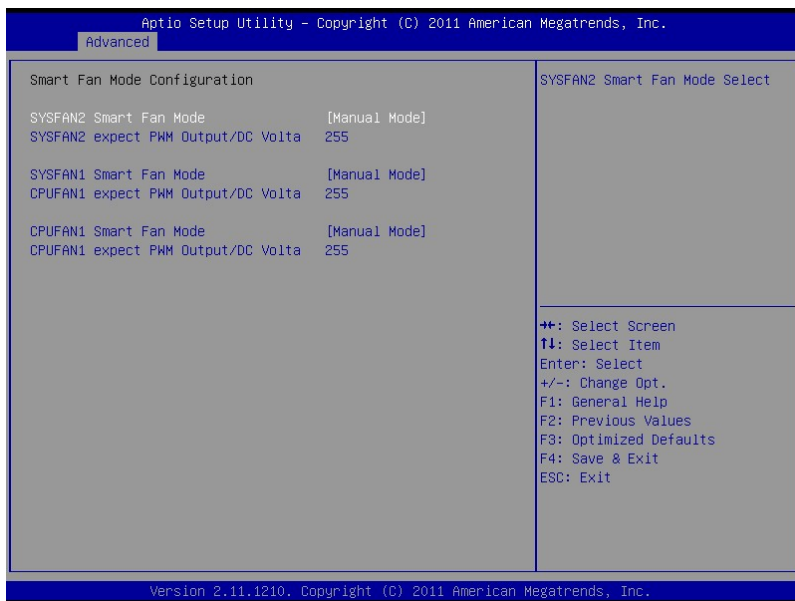 Aptio Setup Utility – Copyright (C) 2011 American Megatrends, Inc.
Advanced
Smart Fan Mode Configuration
SYSFAN2 Smart Fan Mode [Manual Mode]
SYSFAN2 expect PWM Output/DC Volta 255
SYSFAN1 Smart Fan Mode [Manual Mode]
CPUFAN1 expect PWM Output/DC Volta 255
CPUFAN1 Smart Fan Mode [Manual Mode]
CPUFAN1 expect PWM Output/DC Volta 255
SYSFAN2 Smart Fan Mode Select
→←: Select Screen
↑↓: Select Item
Enter: Select
+/-: Change Opt.
F1: General Help
F2: Previous Values
F3: Optimized Defaults
F4: Save & Exit
ESC: Exit
Version 2.11.1210. Copyright (C) 2011 American Megatrends, Inc.